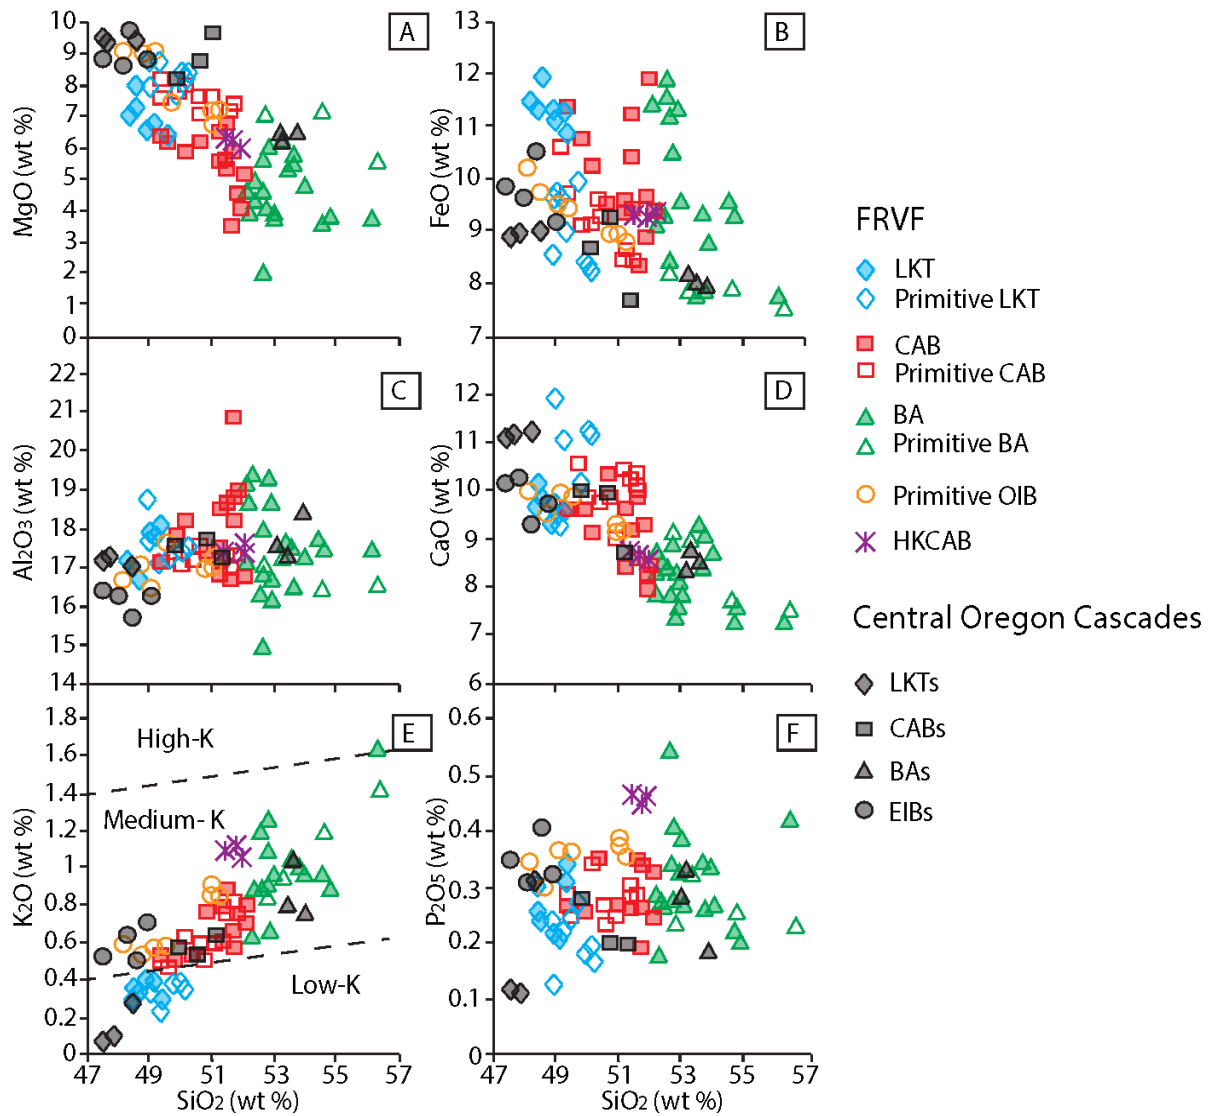 A
MgO (wt %)
10
9
8
7
6
5
4
3
2
1
0
B
FeO (wt %)
13
12
11
10
9
8
7
C
Al2O3 (wt %)
22
21
20
19
18
17
16
15
14
D
CaO (wt %)
12
11
10
9
8
7
6
E
K2O (wt %)
1.8
1.6
1.4
1.2
1
0.8
0.6
0.4
0.2
0
High-K
Medium- K
Low-K
47 49 51 53 55 57
SiO2 (wt %)
F
P2O5 (wt %)
0.6
0.5
0.4
0.3
0.2
0.1
0
47 49 51 53 55 57
SiO2 (wt %)
FRVF
LKT
Primitive LKT
CAB
Primitive CAB
BA
Primitive BA
Primitive OIB
HKCAB
Central Oregon Cascades
LKTs
CABs
BAs
EIBs